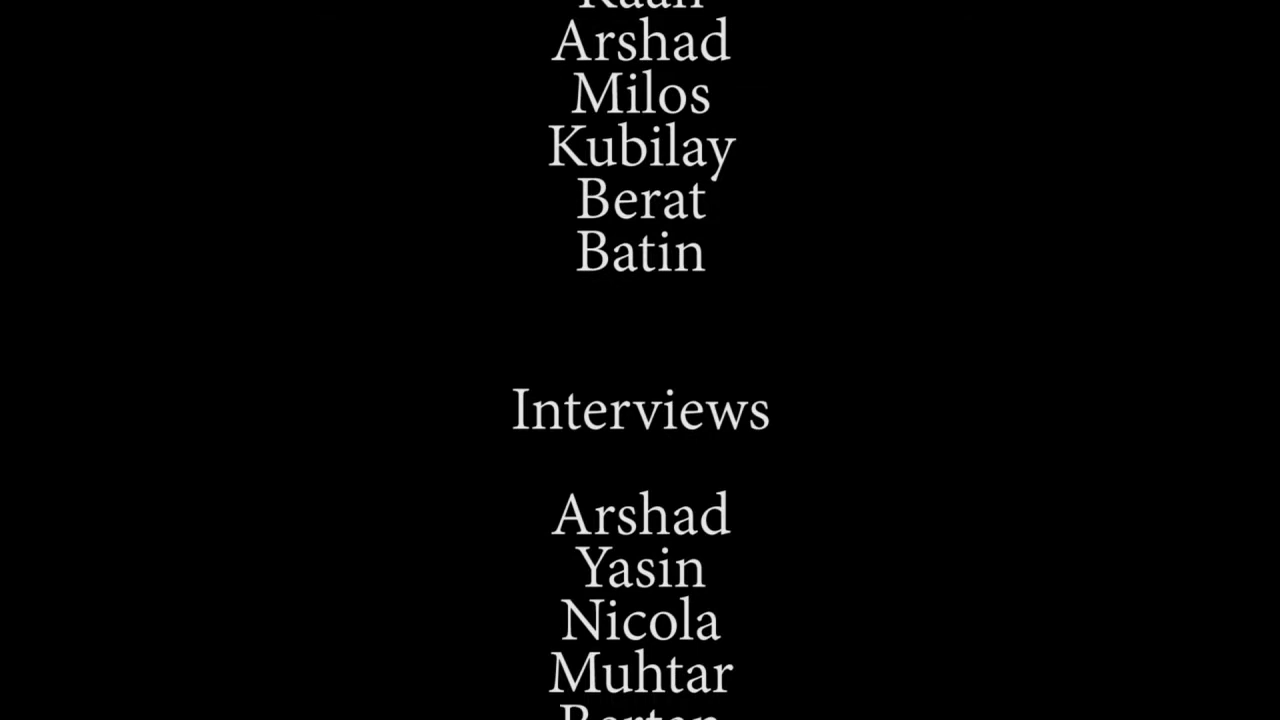 Arshad
Milos
Kubilay
Berat
Batin
Interviews
Arshad
Yasin
Nicola
Muhtar